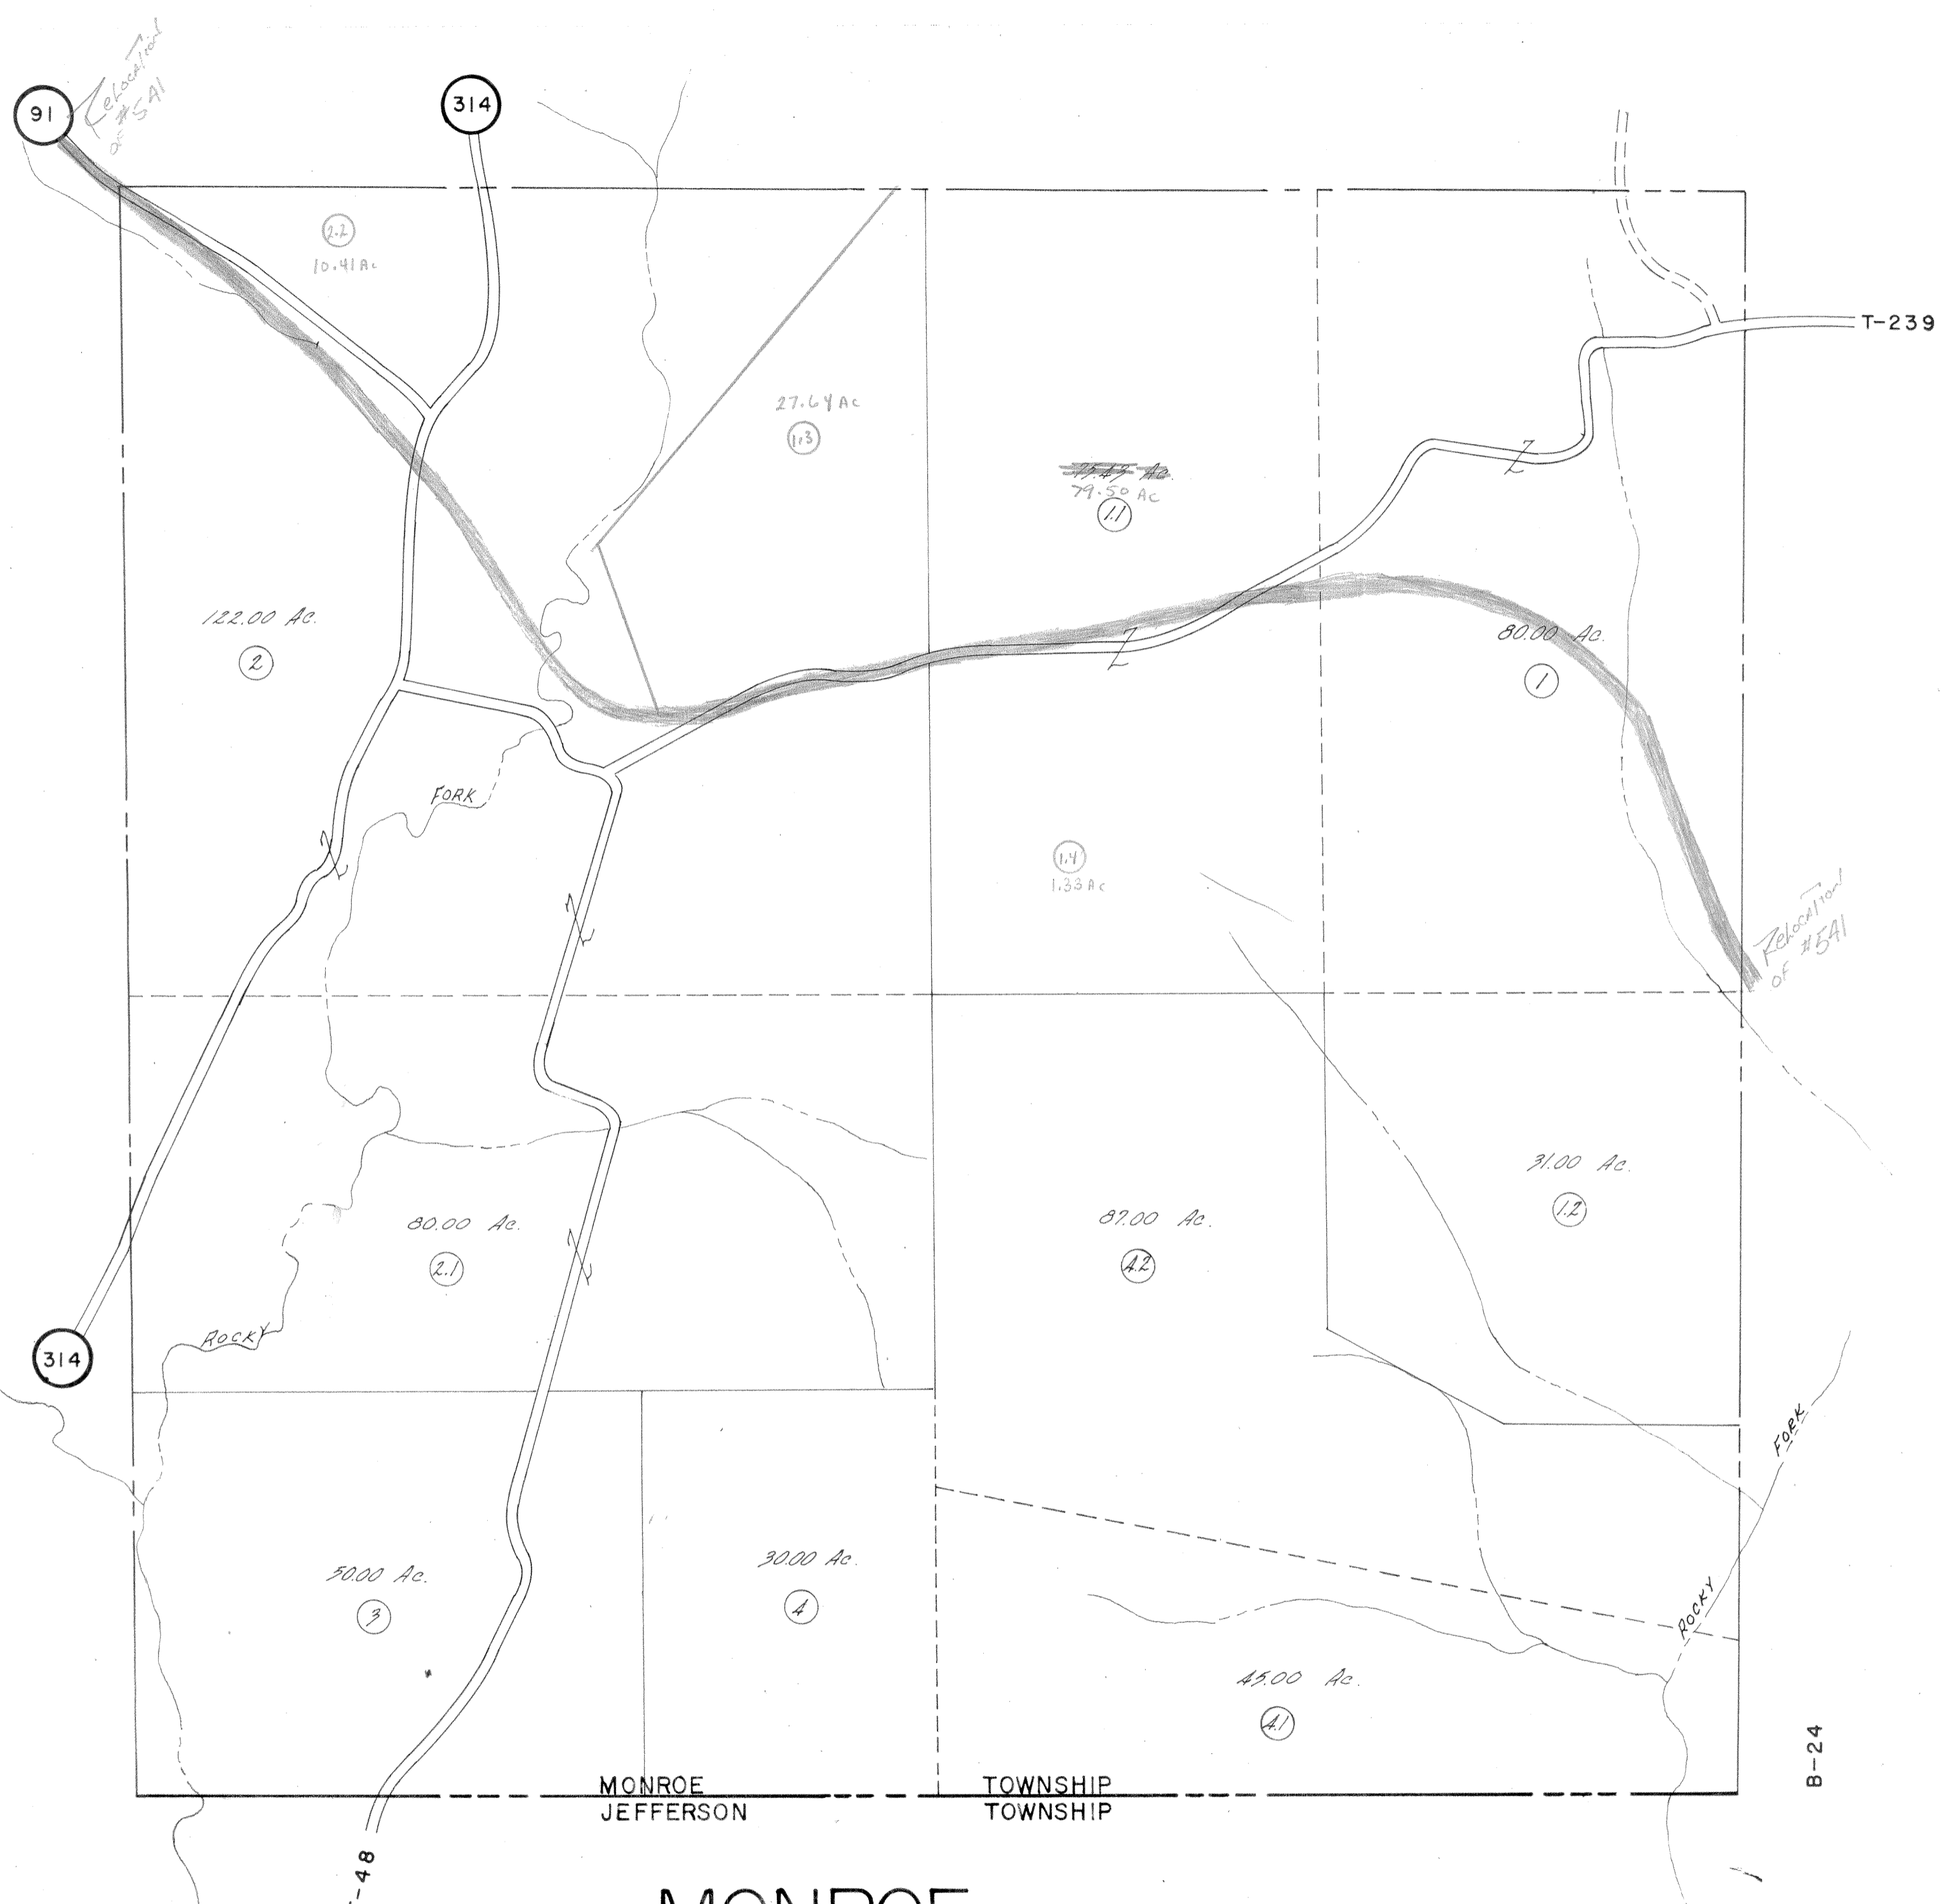 ReLocation
OF #541
91
314
2.2
10.41 Ac
T-239
27.64 Ac
1.3
75.43 Ac.
79.50 Ac
1.1
122.00 Ac.
2
80.00 Ac.
1
FORK
1.4
1.33 Ac
ReLocation
OF #541
31.00 Ac.
1.2
80.00 Ac.
2.1
87.00 Ac.
4.2
ROCKY
314
FORK
50.00 Ac.
3
30.00 Ac.
4
ROCKY
45.00 Ac.
4.1
B-24
MONROE TOWNSHIP
JEFFERSON TOWNSHIP
-48
MONROE